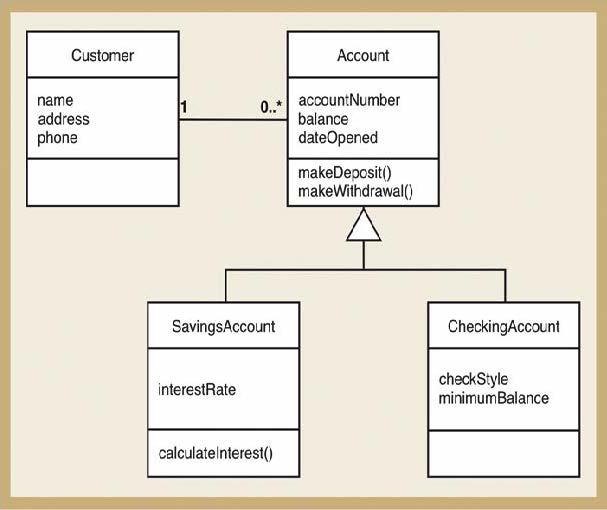 Customer
name
address
phone
1
0..*
Account
accountNumber
balance
dateOpened
makeDeposit()
makeWithdrawal()
SavingsAccount
interestRate
calculateInterest()
CheckingAccount
checkStyle
minimumBalance